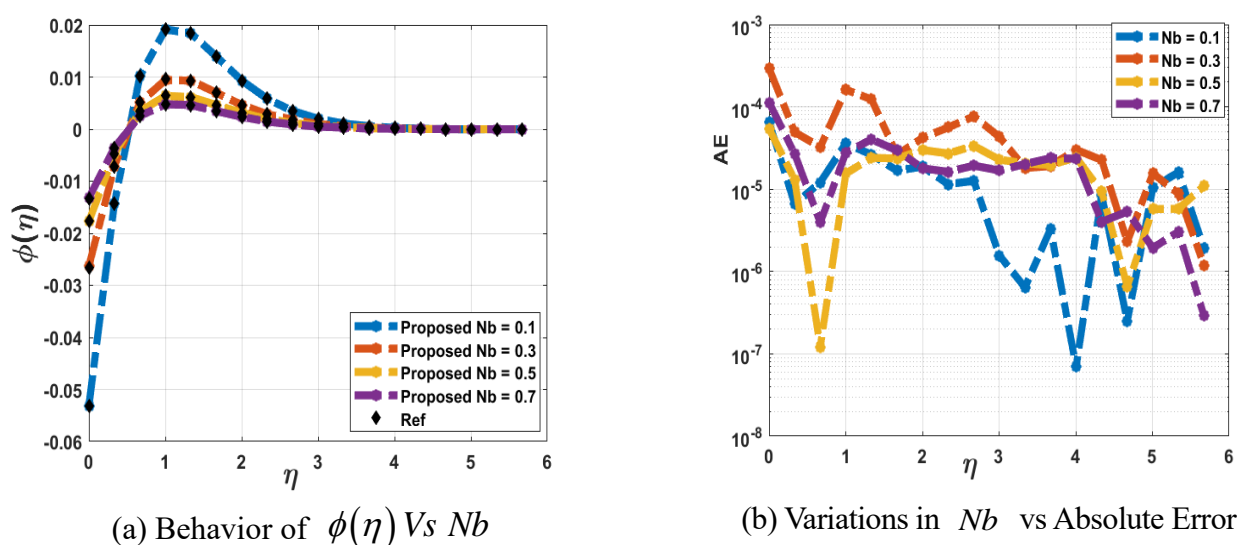 0.02
0.01
0
-0.01
-0.02
-0.03
-0.04
-0.05
-0.06
ϕ(η)
0 1 2 3 4 5 6
η
Proposed Nb = 0.1
Proposed Nb = 0.3
Proposed Nb = 0.5
Proposed Nb = 0.7
Ref
(a) Behavior of ϕ(η) Vs Nb
10^-3
10^-4
10^-5
10^-6
10^-7
10^-8
AE
0 1 2 3 4 5 6
η
Nb = 0.1
Nb = 0.3
Nb = 0.5
Nb = 0.7
(b) Variations in Nb vs Absolute Error